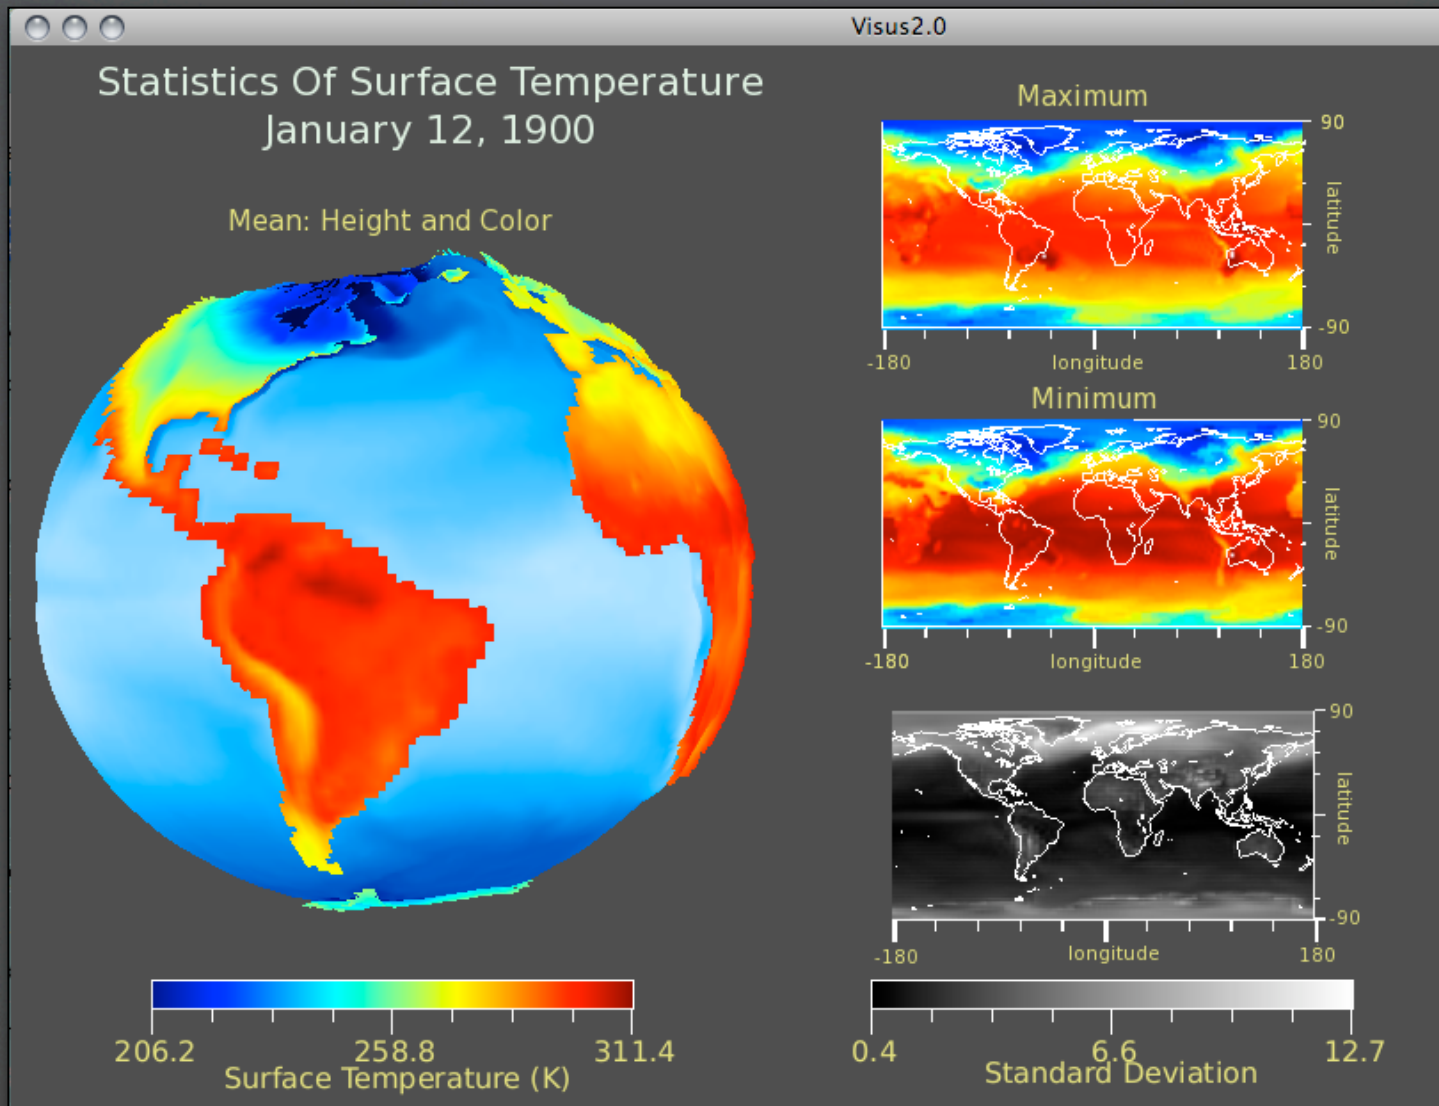 Visus2.0
Statistics Of Surface Temperature
January 12, 1900
Mean: Height and Color
206.2 258.8 311.4
Surface Temperature (K)
Maximum
90
latitude
-90
-180 longitude 180
Minimum
90
latitude
-90
-180 longitude 180
90
latitude
-90
-180 longitude 180
0.4 6.6 12.7
Standard Deviation